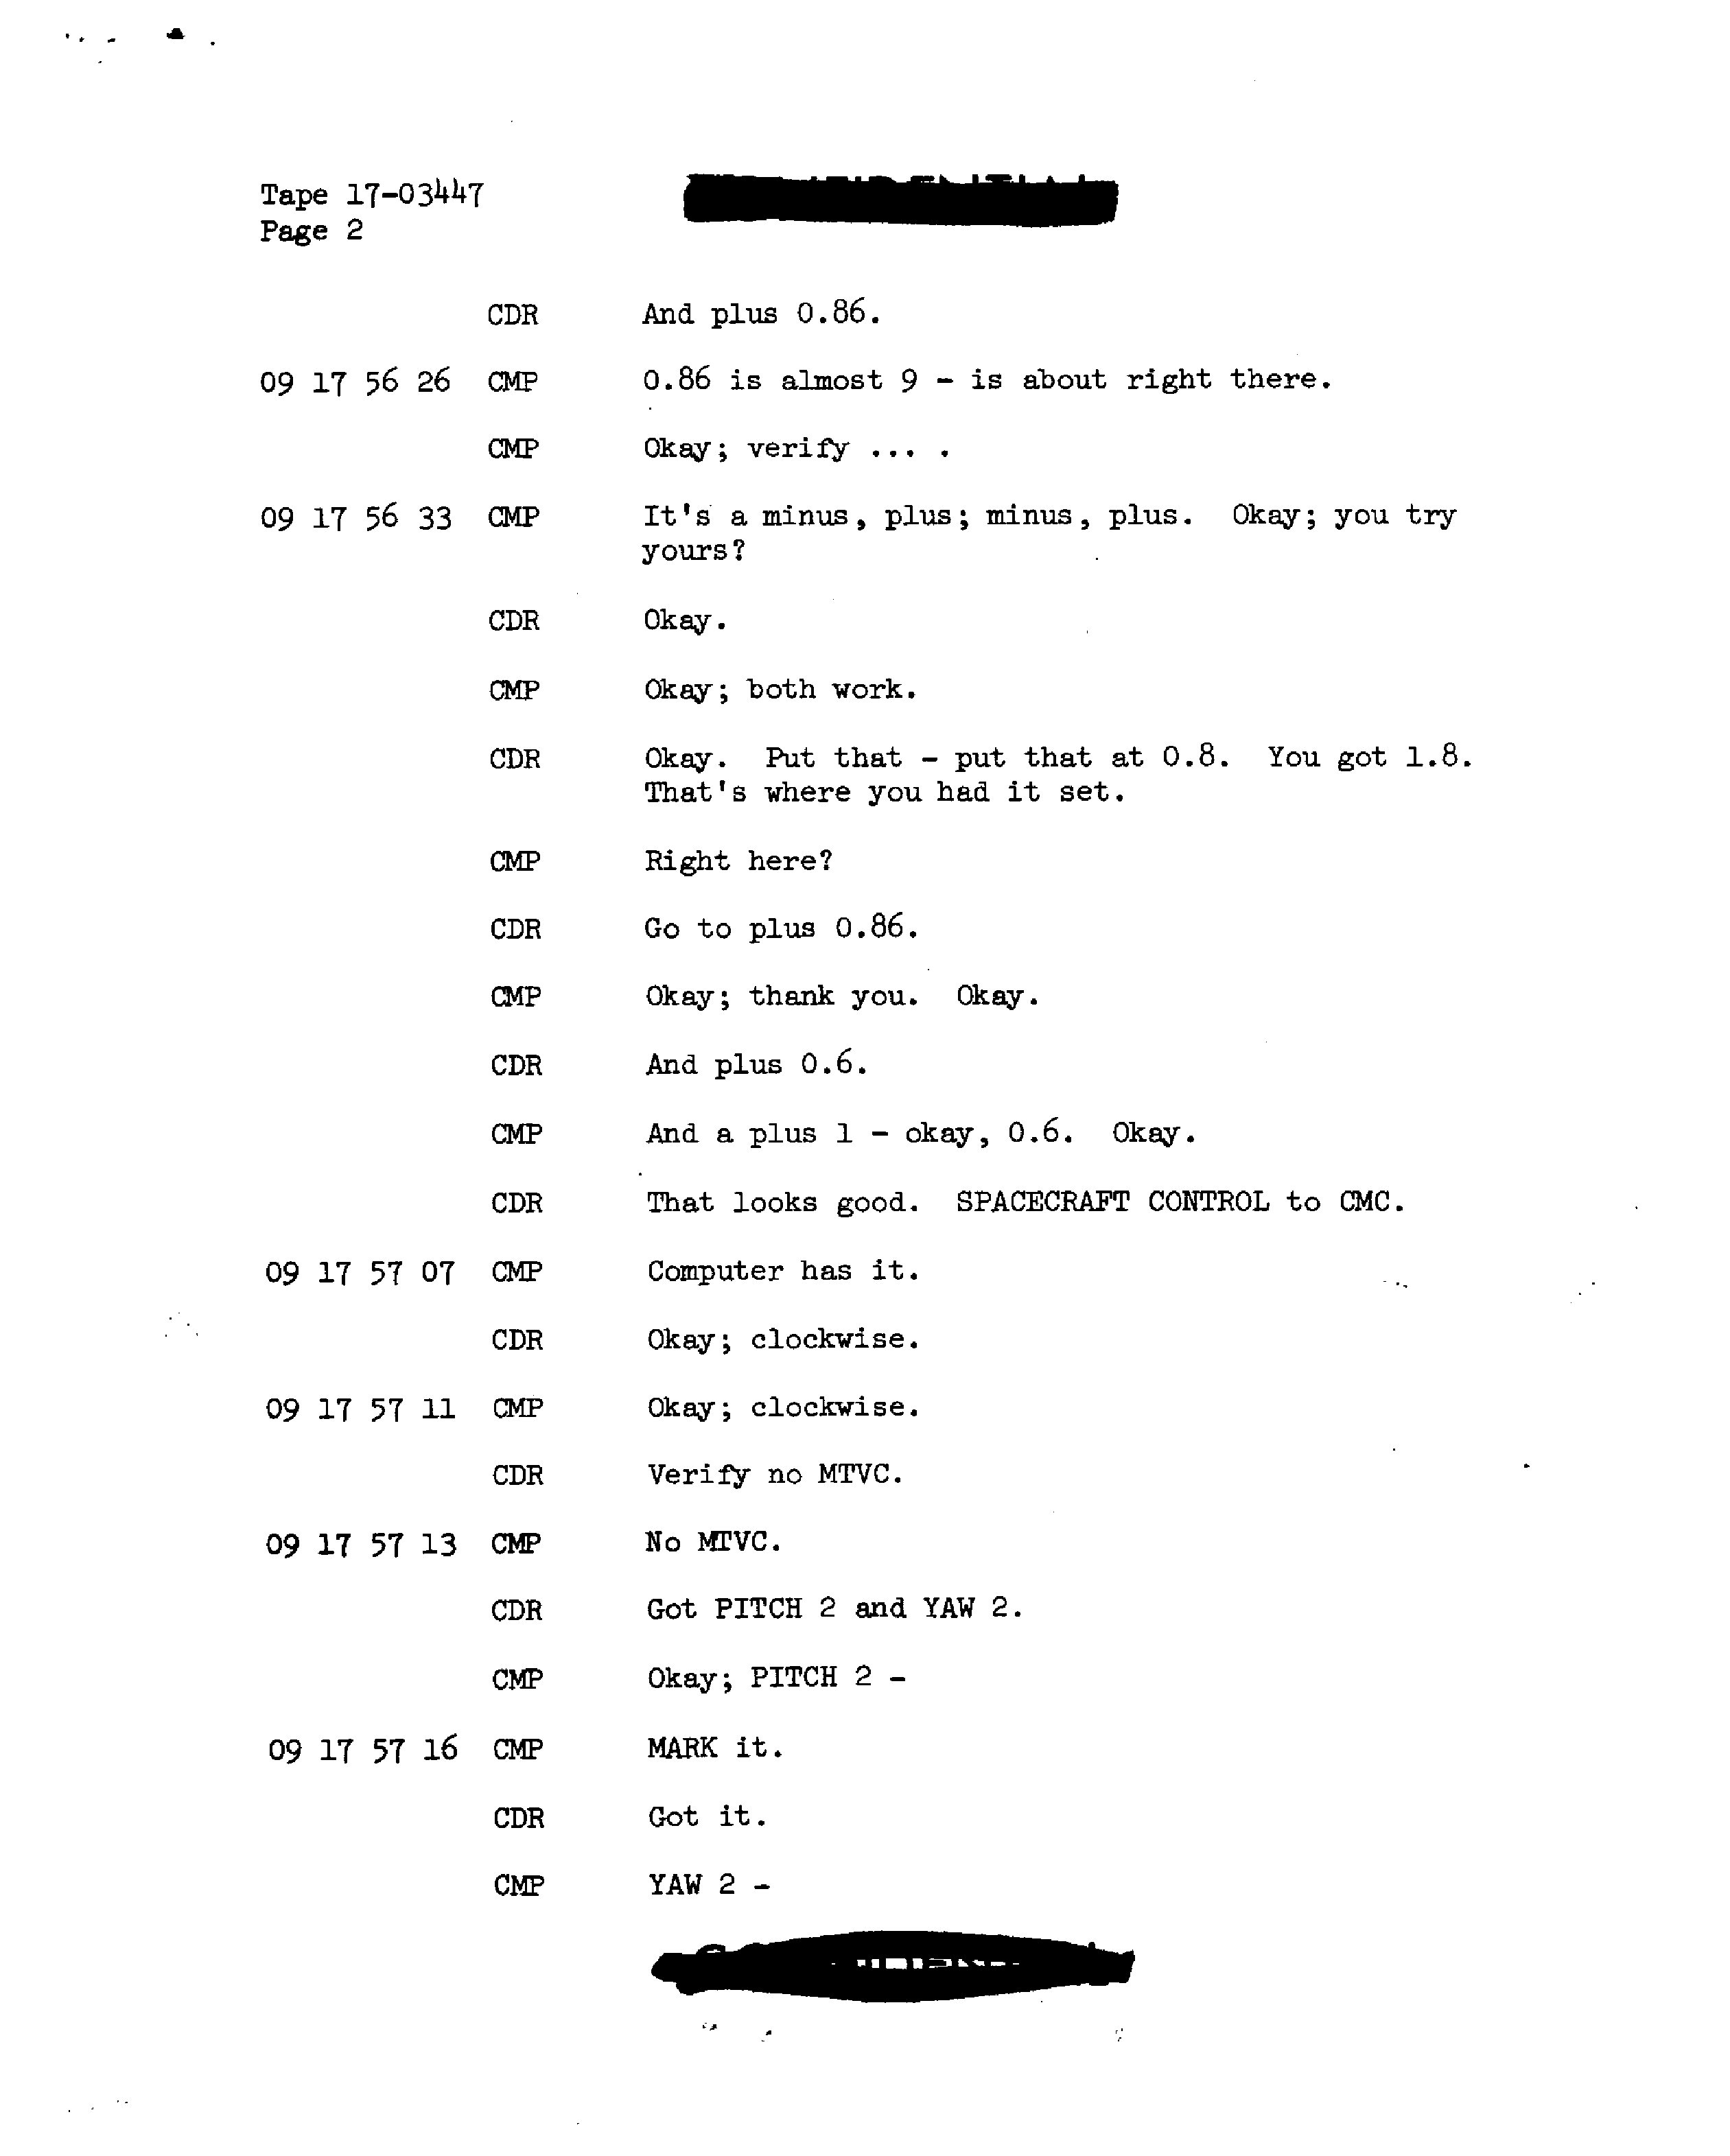 Tape 17-03447
Page 2
CDR And plus 0.86.
09 17 56 26 CMP 0.86 is almost 9 - is about right there.
CMP Okay; verify ... .
09 17 56 33 CMP It's a minus, plus; minus, plus. Okay; you try
yours?
CDR Okay.
CMP Okay; both work.
CDR Okay. Put that - put that at 0.8. You got 1.8.
That's where you had it set.
CMP Right here?
CDR Go to plus 0.86.
CMP Okay; thank you. Okay.
CDR And plus 0.6.
CMP And a plus 1 - okay, 0.6. Okay.
CDR That looks good. SPACECRAFT CONTROL to CMC.
09 17 57 07 CMP Computer has it.
CDR Okay; clockwise.
09 17 57 11 CMP Okay; clockwise.
CDR Verify no MTVC.
09 17 57 13 CMP No MTVC.
CDR Got PITCH 2 and YAW 2.
CMP Okay; PITCH 2 -
09 17 57 16 CMP MARK it.
CDR Got it.
CMP YAW 2 -